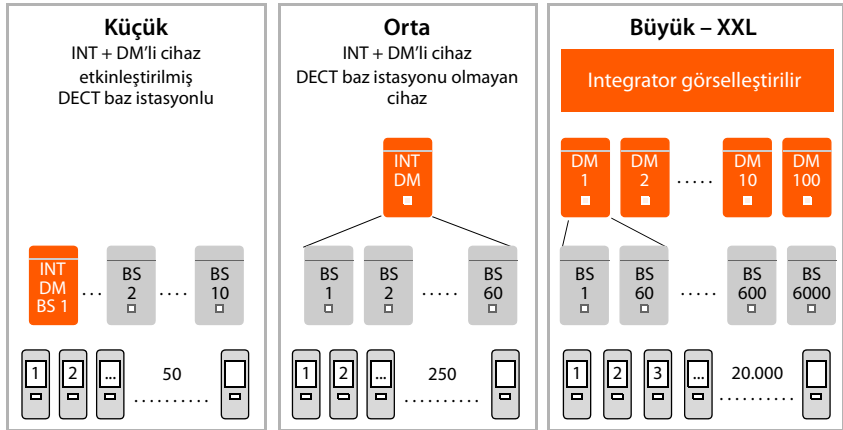 Küçük
INT + DM'li cihaz
etkinleştirilmiş
DECT baz istasyonlu
INT
DM
BS 1
....
BS
2
....
BS
10
1
2
...
50
..........
Orta
INT + DM'li cihaz
DECT baz istasyonu olmayan
cihaz
INT
DM
BS
1
BS
2
.....
BS
60
1
2
...
250
..........
Büyük – XXL
Integrator görselleştirilir
DM
1
DM
2
.....
DM
10
DM
100
BS
1
BS
60
.....
BS
600
BS
6000
1
2
3
...
20.000
..........